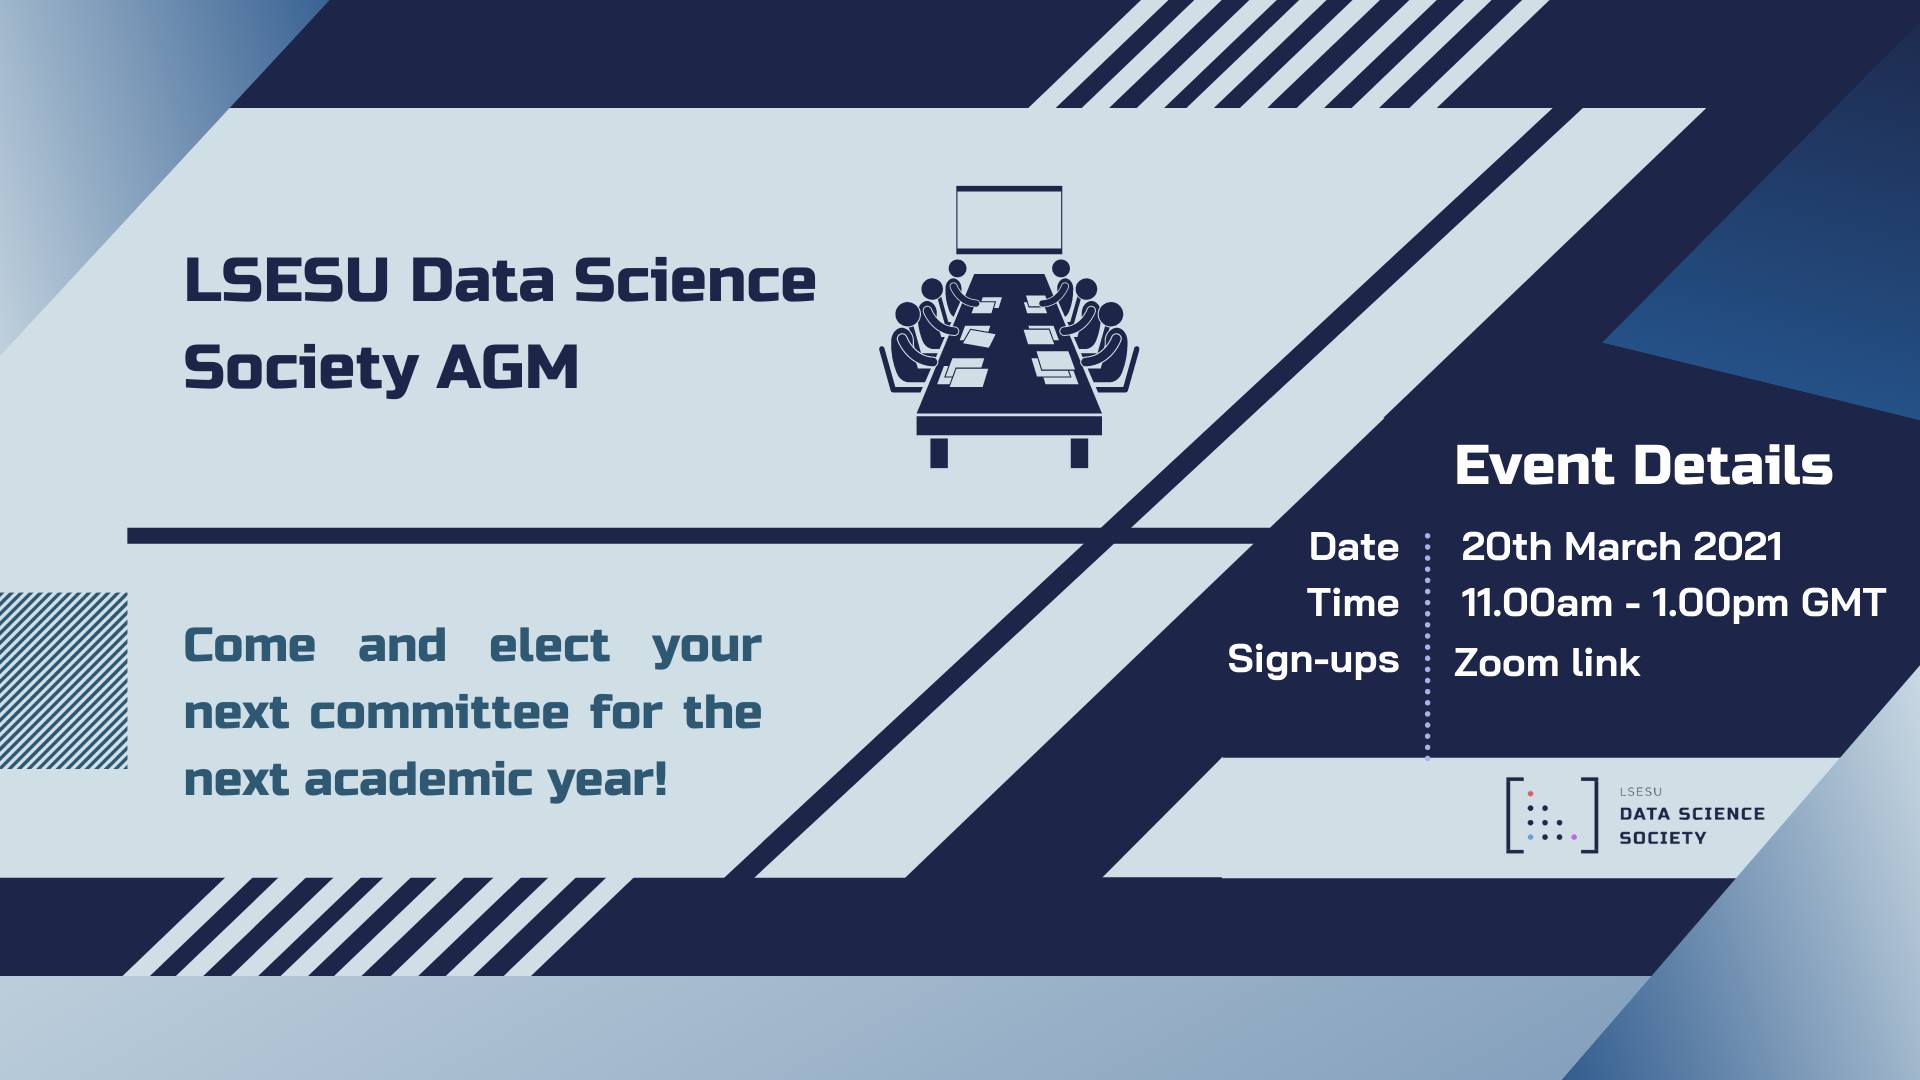 LSESU Data Science
Society AGM
Come and elect your
next committee for the
next academic year!
Event Details
Date 20th March 2021
Time 11.00am - 1.00pm GMT
Sign-ups Zoom link
LSESU
DATA SCIENCE
SOCIETY